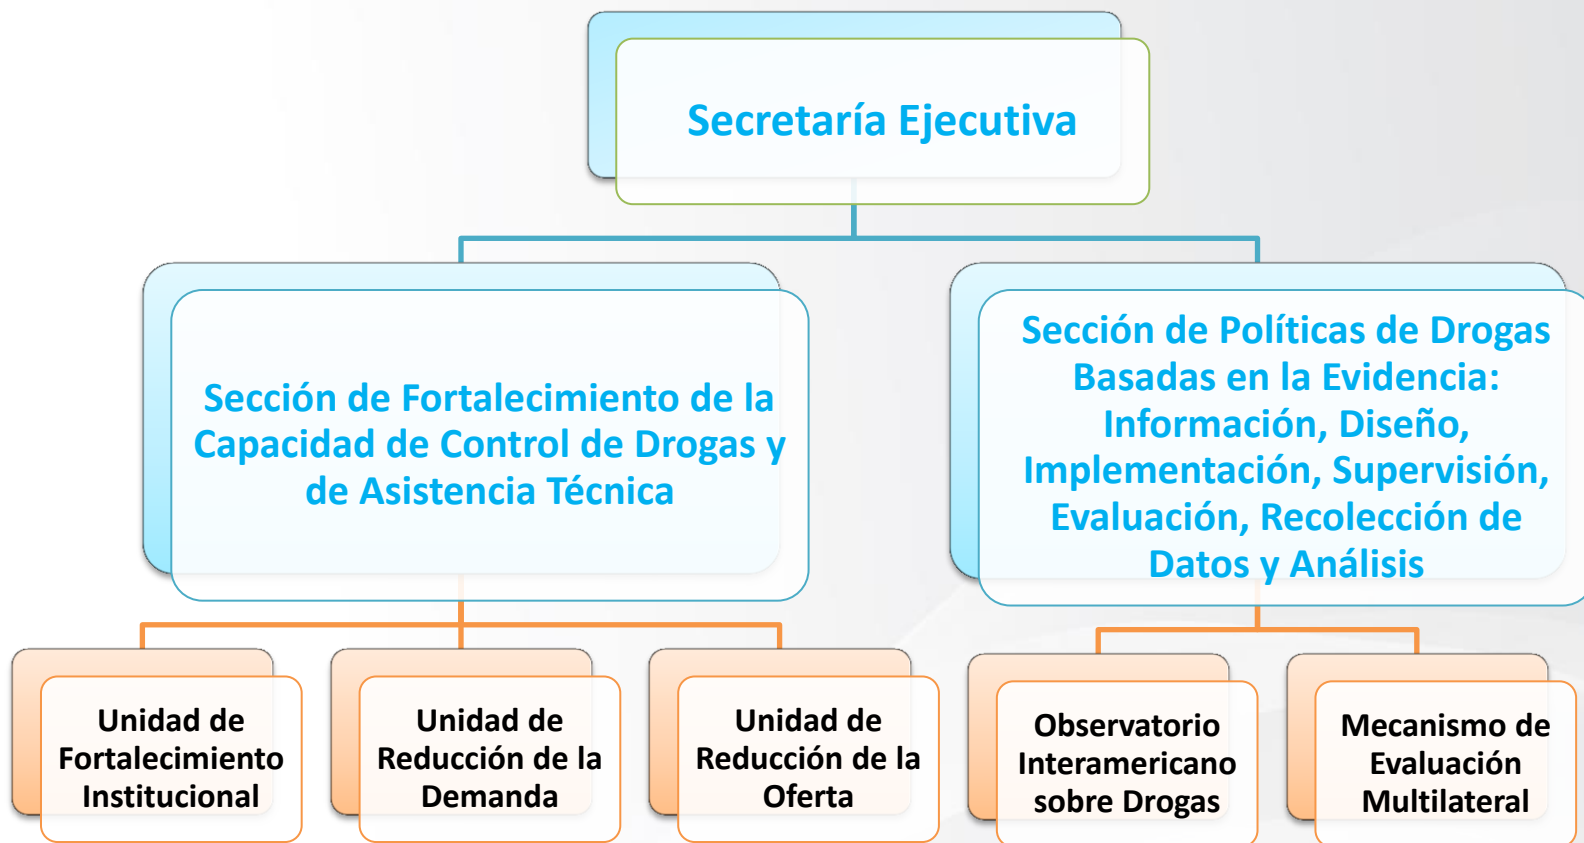 Secretaría Ejecutiva
Sección de Fortalecimiento de la
Capacidad de Control de Drogas y
de Asistencia Técnica
Sección de Políticas de Drogas
Basadas en la Evidencia:
Información, Diseño,
Implementación, Supervisión,
Evaluación, Recolección de
Datos y Análisis
Unidad de
Fortalecimiento
Institucional
Unidad de
Reducción de la
Demanda
Unidad de
Reducción de la
Oferta
Observatorio
Interamericano
sobre Drogas
Mecanismo de
Evaluación
Multilateral